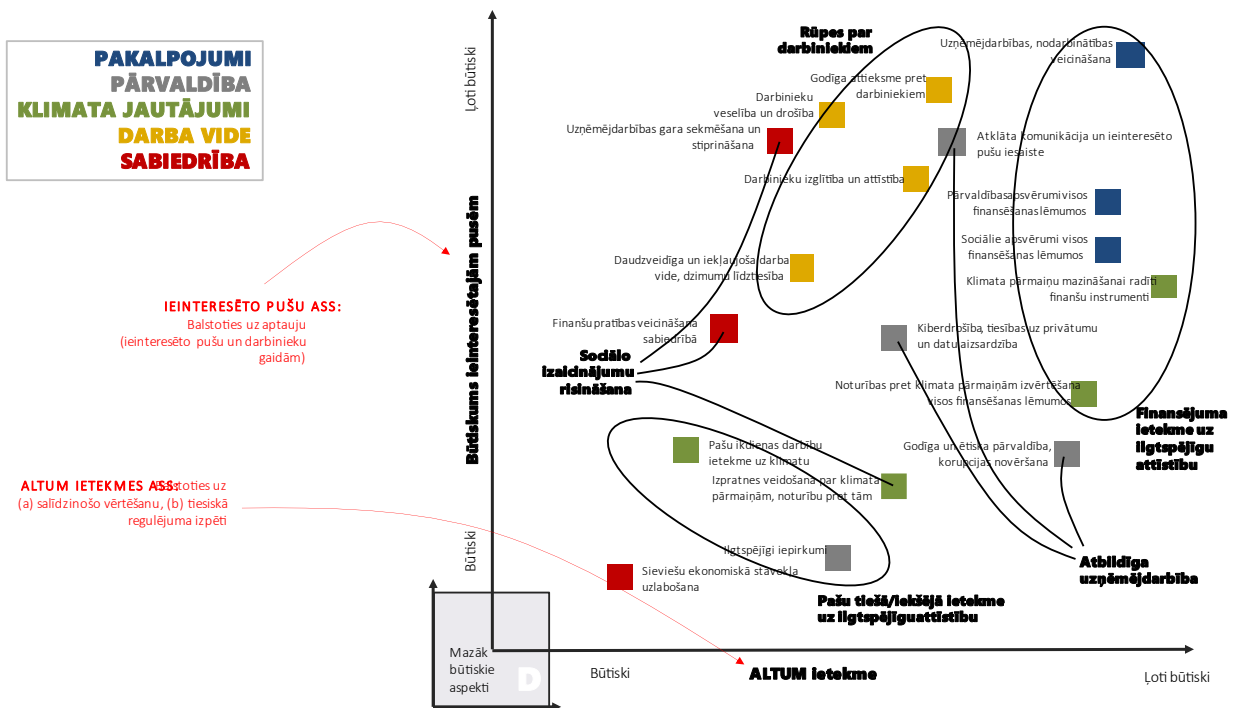 PAKALPOJUMI
PĀRVALDĪBA
KLIMATA JAUTĀJUMI
DARBA VIDE
SABIEDRĪBA
IEINTERESĒTO PUŠU ASS:
Balstoties uz aptauju
(ieinteresēto pušu un darbinieku
gaidām)
ALTUM IETEKMES ASS:
Balstoties uz
(a) salīdzinošo vērtēšanu, (b) tiesiskā
regulējuma izpēti
Ļoti būtiski
Būtiskums ieinteresētajām pusēm
Būtiski
Rūpes par
darbiniekiem
Uzņēmējdarbības, nodarbinātības
veicināšana
Godīga attieksme pret
darbiniekiem
Darbinieku
veselība un drošība
Uzņēmējdarbības gara sekmēšana un
stiprināšana
Atklāta komunikācija un ieinteresēto
pušu iesaiste
Darbinieku izglītība un attīstība
Pārvaldības apsvērumi visos
finansēšanas lēmumos
Sociālie apsvērumi visos
finansēšanas lēmumos
Daudzveidīga un iekļaujoša darba
vide, dzimumu līdztiesība
Klimata pārmaiņu mazināšanai radīti
finanšu instrumenti
Finanšu pratības veicināšana
sabiedrībā
Kiberdrošība, tiesības uz privātumu
un datu aizsardzība
Sociālo
izaicinājumu
risināšana
Noturības pret klimata pārmaiņām izvērtēšana
visos finansēšanas lēmumos
Finansējuma
ietekme uz
ilgtspējīgu
attīstību
Pašu ikdienas darbību
ietekme uz klimatu
Godīga un ētiska pārvaldība,
korupcijas novēršana
Izpratnes veidošana par klimata
pārmaiņām, noturību pret tām
Ilgtspējīgi iepirkumi
Sieviešu ekonomiskā stāvokļa
uzlabošana
Atbildīga
uzņēmējdarbība
Pašu tiešā/iekšējā ietekme
uz ilgtspējīgu attīstību
Mazāk
būtiskie
aspekti
D
Būtiski
ALTUM ietekme
Ļoti būtiski